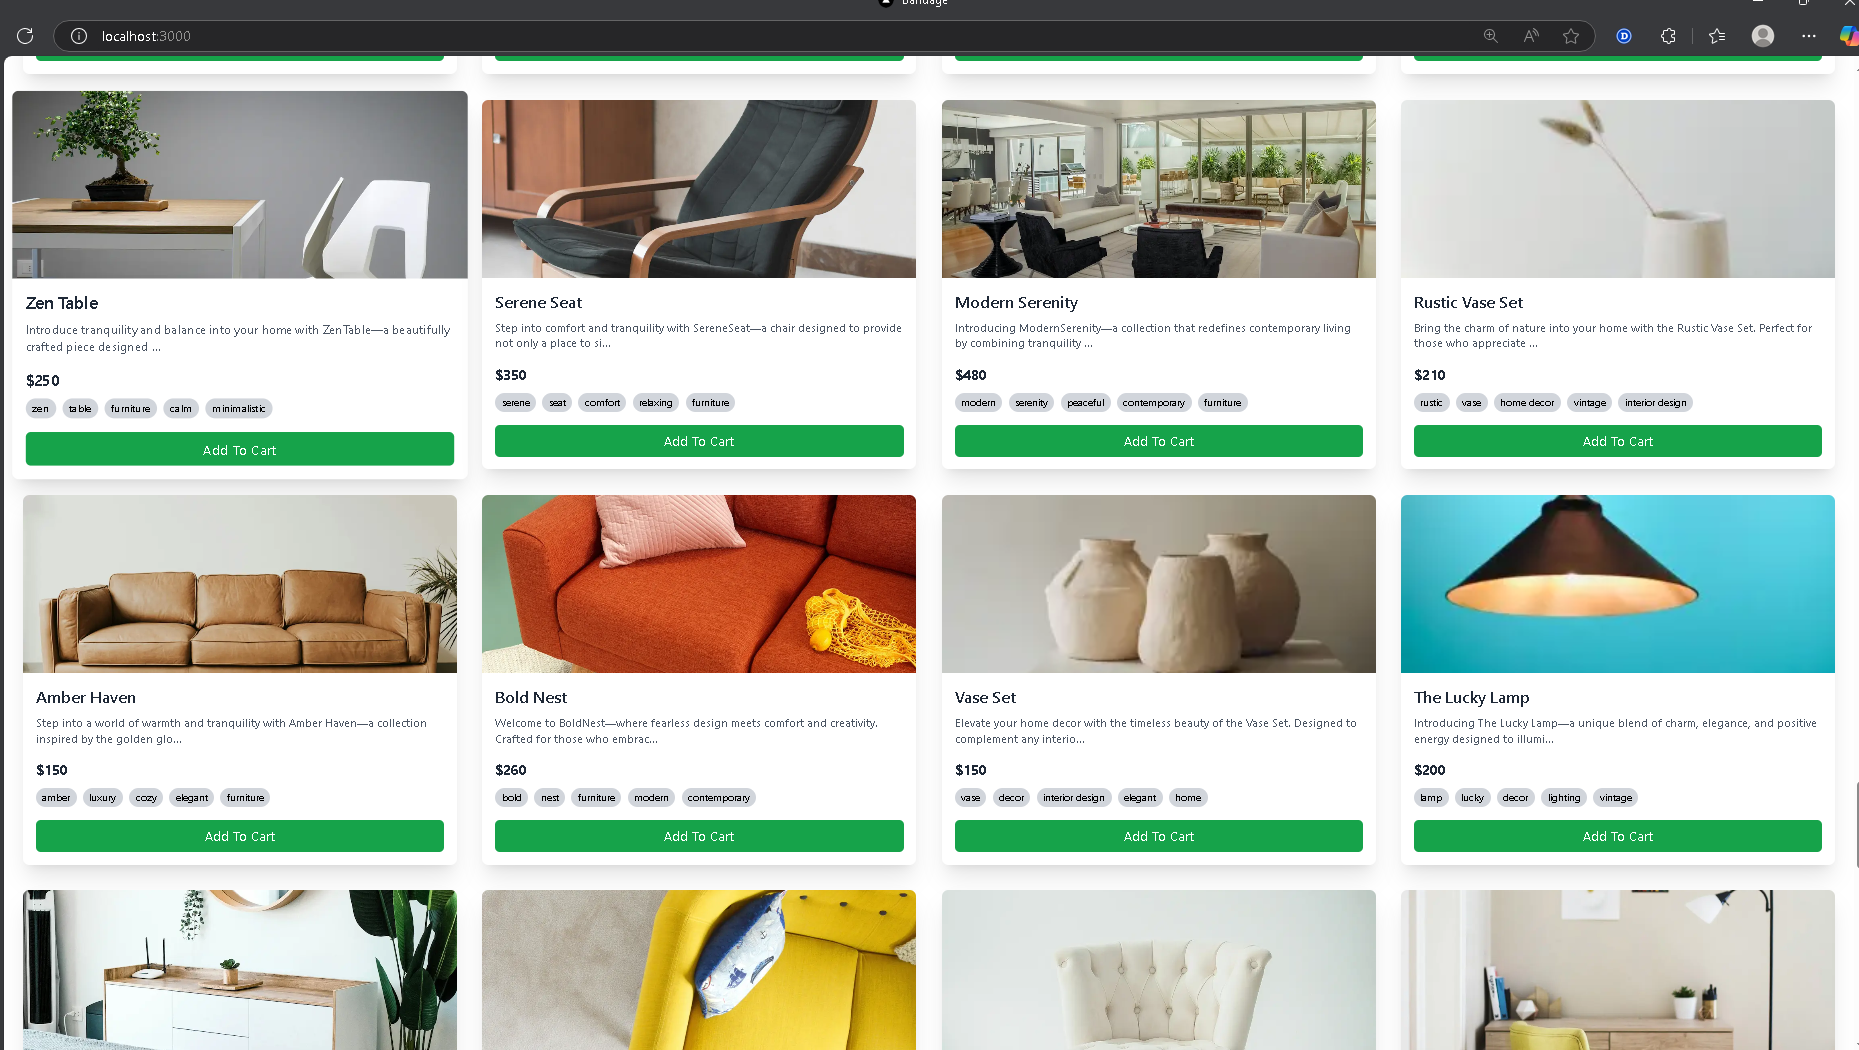 Bandage
localhost:3000
Zen Table
Introduce tranquility and balance into your home with ZenTable—a beautifully
crafted piece designed ...
$250
zen table furniture calm minimalistic
Add To Cart
Serene Seat
Step into comfort and tranquility with SereneSeat—a chair designed to provide
not only a place to si...
$350
serene seat comfort relaxing furniture
Add To Cart
Modern Serenity
Introducing ModernSerenity—a collection that redefines contemporary living
by combining tranquility ...
$480
modern serenity peaceful contemporary furniture
Add To Cart
Rustic Vase Set
Bring the charm of nature into your home with the Rustic Vase Set. Perfect for
those who appreciate ...
$210
rustic vase home decor vintage interior design
Add To Cart
Amber Haven
Step into a world of warmth and tranquility with Amber Haven—a collection
inspired by the golden glo...
$150
amber luxury cozy elegant furniture
Add To Cart
Bold Nest
Welcome to BoldNest—where fearless design meets comfort and creativity.
Crafted for those who embrac...
$260
bold nest furniture modern contemporary
Add To Cart
Vase Set
Elevate your home decor with the timeless beauty of the Vase Set. Designed to
complement any interio...
$150
vase decor interior design elegant home
Add To Cart
The Lucky Lamp
Introducing The Lucky Lamp—a unique blend of charm, elegance, and positive
energy designed to illumi...
$200
lamp lucky decor lighting vintage
Add To Cart